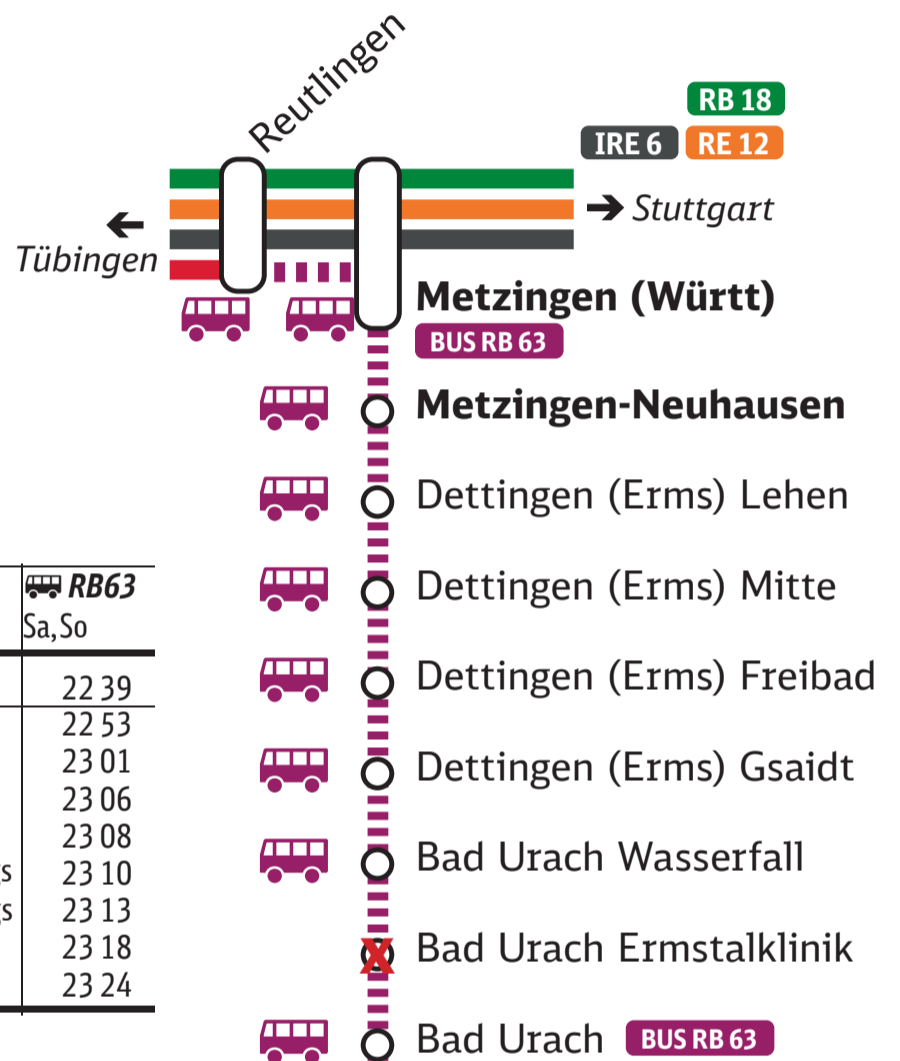 Reutlingen
RB 18
IRE 6 RE 12
Stuttgart
Tübingen
Metzingen (Württ)
BUS RB 63
Metzingen-Neuhausen
Dettingen (Erms) Lehen
Dettingen (Erms) Mitte
Dettingen (Erms) Freibad
Dettingen (Erms) Gsaidt
Bad Urach Wasserfall
X
Bad Urach Ermstalklinik
Bad Urach BUS RB 63
RB63
Sa,So
22 39
22 53
23 01
23 06
23 08
s 23 10
s 23 13
23 18
23 24